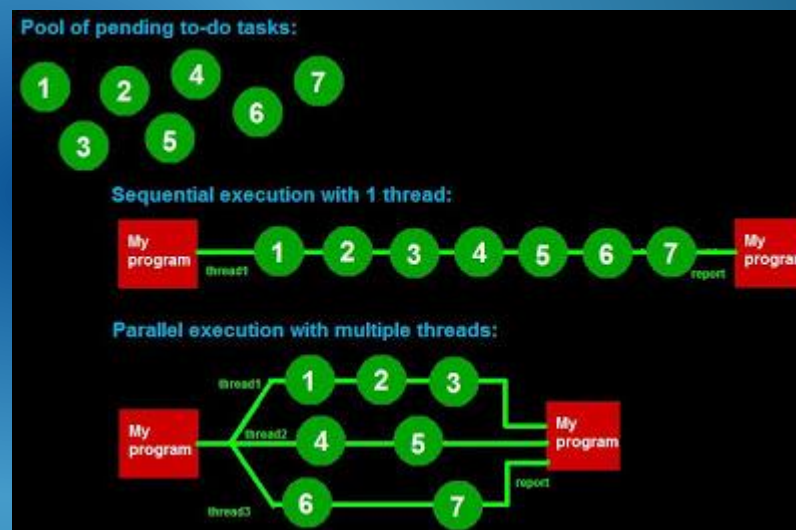 Pool of pending to-do tasks:
1
2
4
7
3
5
6
Sequential execution with 1 thread:
My
program
thread1
1
2
3
4
5
6
7
report
My
program
Parallel execution with multiple threads:
My
program
thread1
1
2
3
thread2
4
5
thread3
6
7
report
My
program